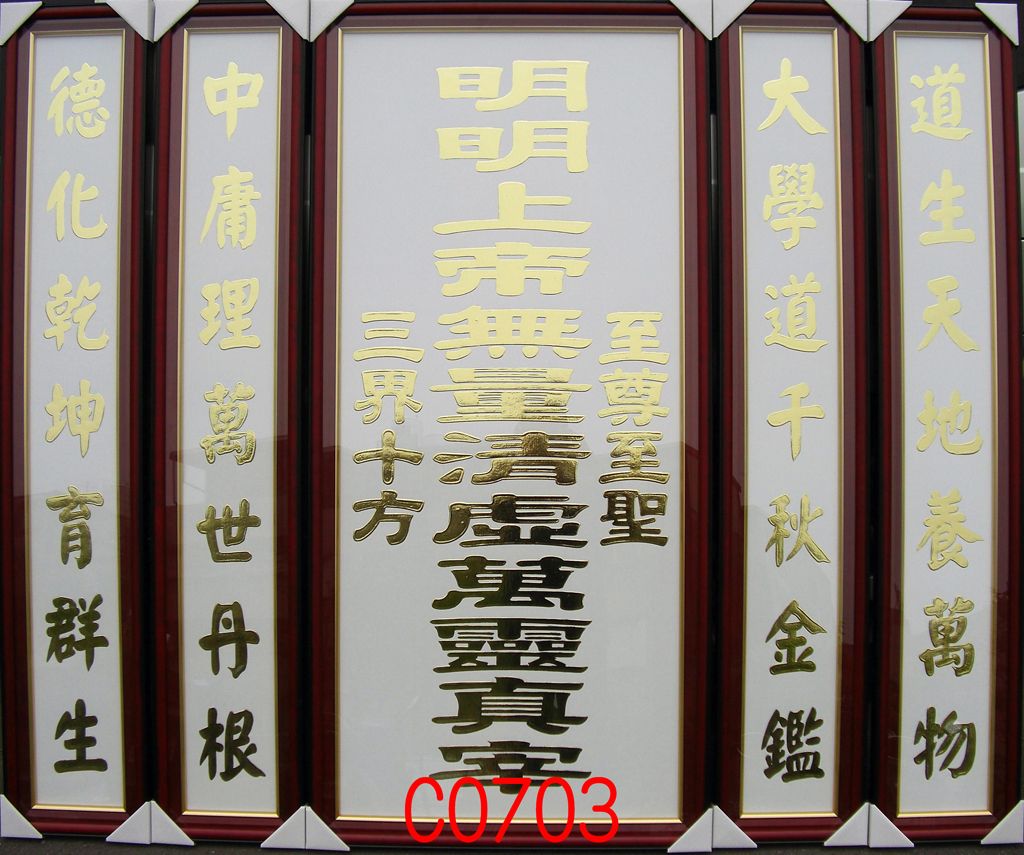 道生天地養萬物
大學道千秋金鑑
至尊至聖
明明上帝無量清虛萬靈真宰
三界十方
中庸理萬世丹根
德化乾坤育群生
C0703